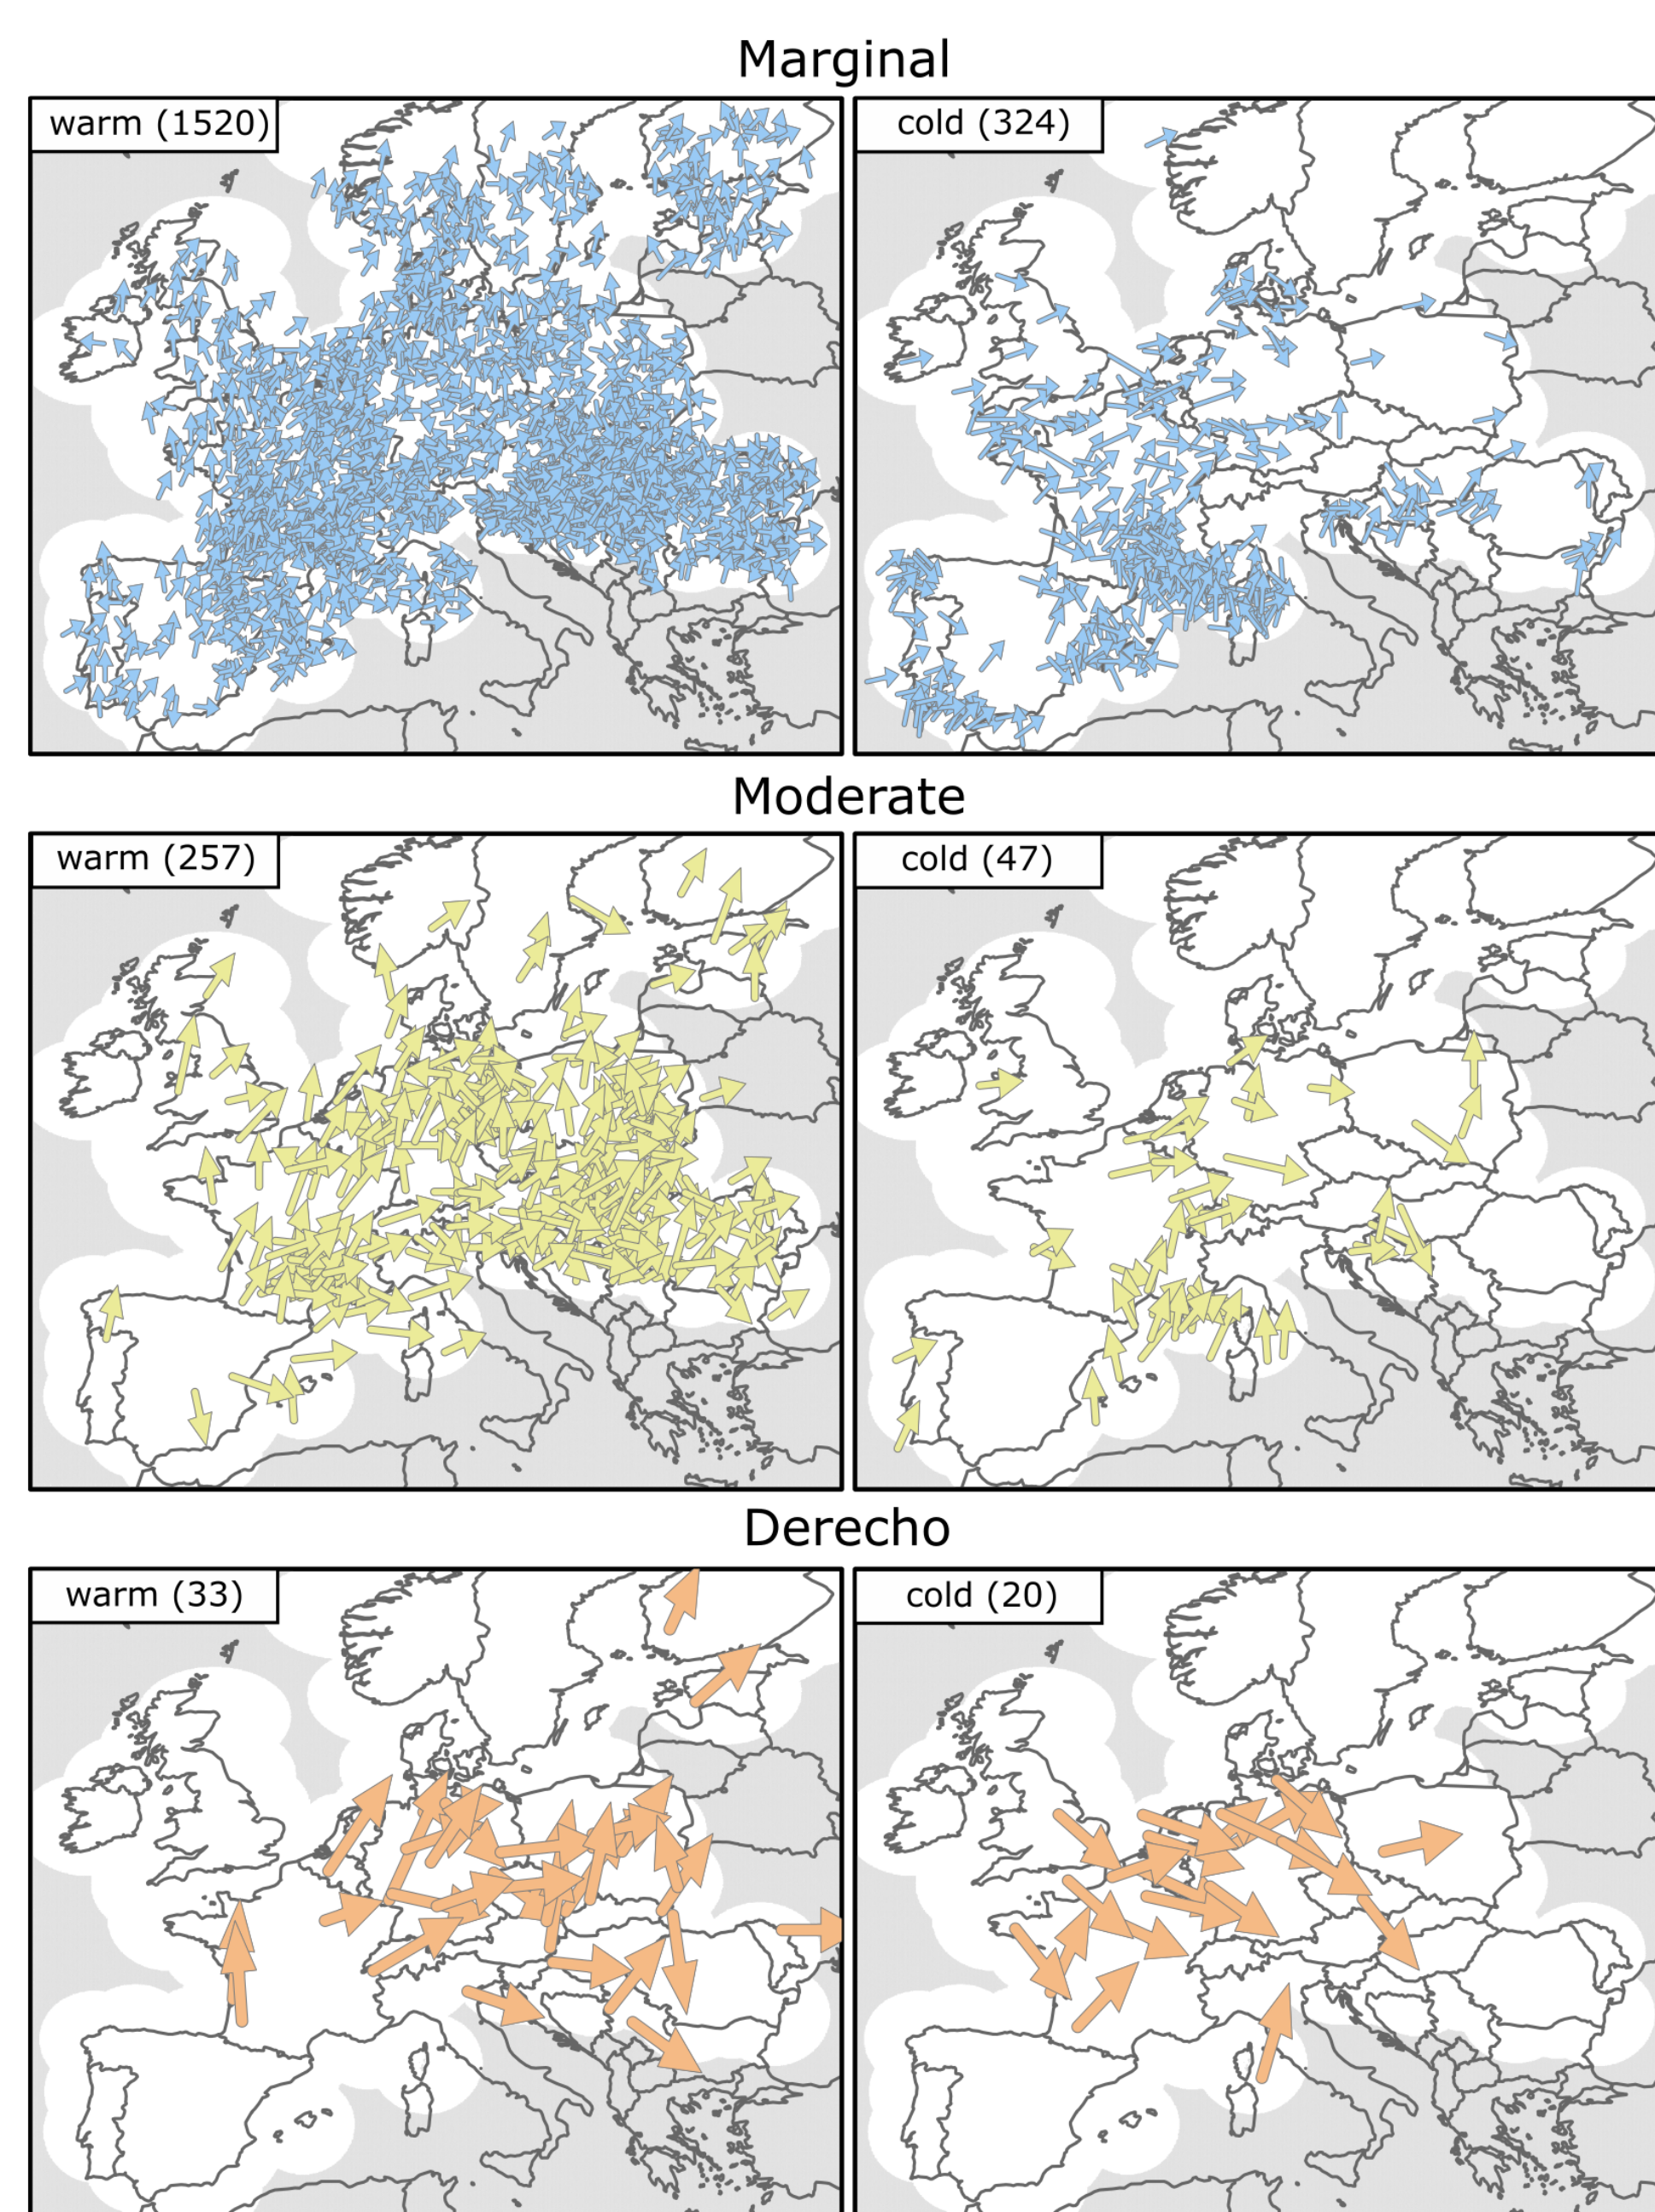 Marginal
warm (1520)
cold (324)
Moderate
warm (257)
cold (47)
Derecho
warm (33)
cold (20)